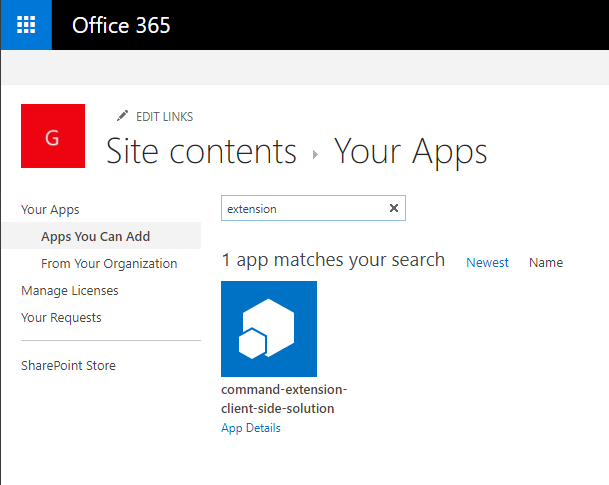 Office 365
G
EDIT LINKS
Site contents ▸ Your Apps
Your Apps
Apps You Can Add
From Your Organization
Manage Licenses
Your Requests
SharePoint Store
extension
1 app matches your search Newest Name
command-extension-
client-side-solution
App Details